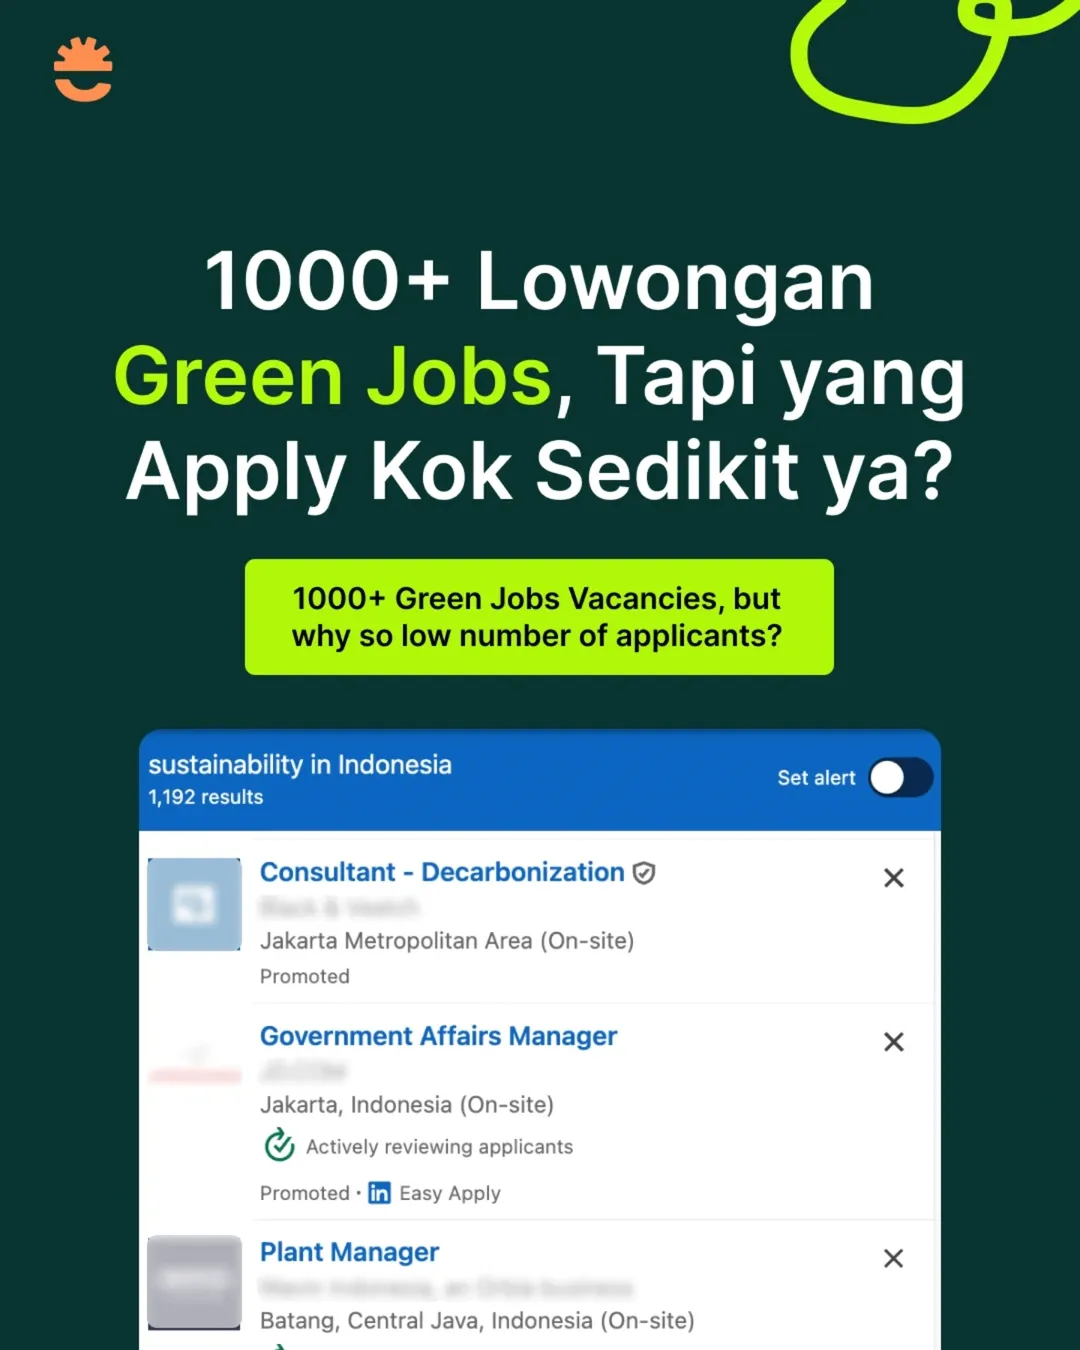 1000+ Lowongan
Green Jobs, Tapi yang
Apply Kok Sedikit ya?
1000+ Green Jobs Vacancies, but
why so low number of applicants?
sustainability in Indonesia
1,192 results
Set alert
Consultant - Decarbonization
Jakarta Metropolitan Area (On-site)
Promoted
Government Affairs Manager
Jakarta, Indonesia (On-site)
Actively reviewing applicants
Promoted • in Easy Apply
Plant Manager
Batang, Central Java, Indonesia (On-site)